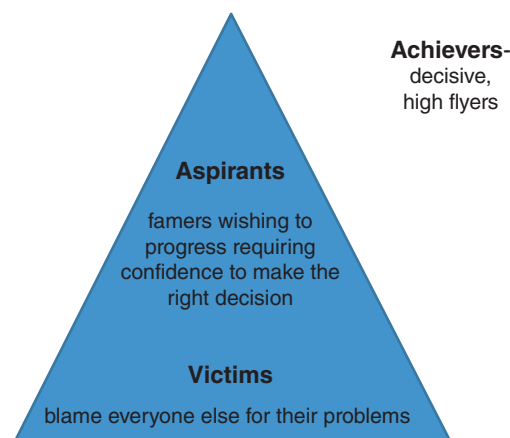 Achievers-
decisive,
high flyers
Aspirants
famers wishing to
progress requiring
confidence to make the
right decision
Victims
blame everyone else for their problems